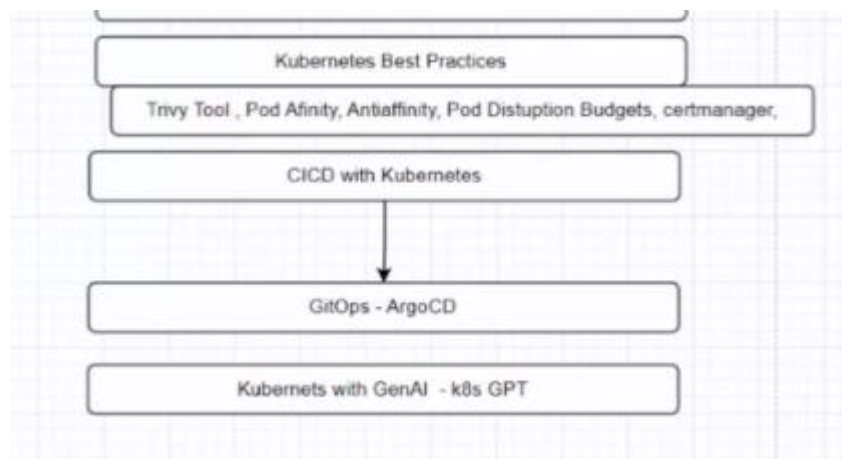 Kubernetes Best Practices
Trivy Tool , Pod Afinity, Antiaffinity, Pod Distuption Budgets, certmanager,
CICD with Kubernetes
GitOps - ArgoCD
Kubernets with GenAI - k8s GPT